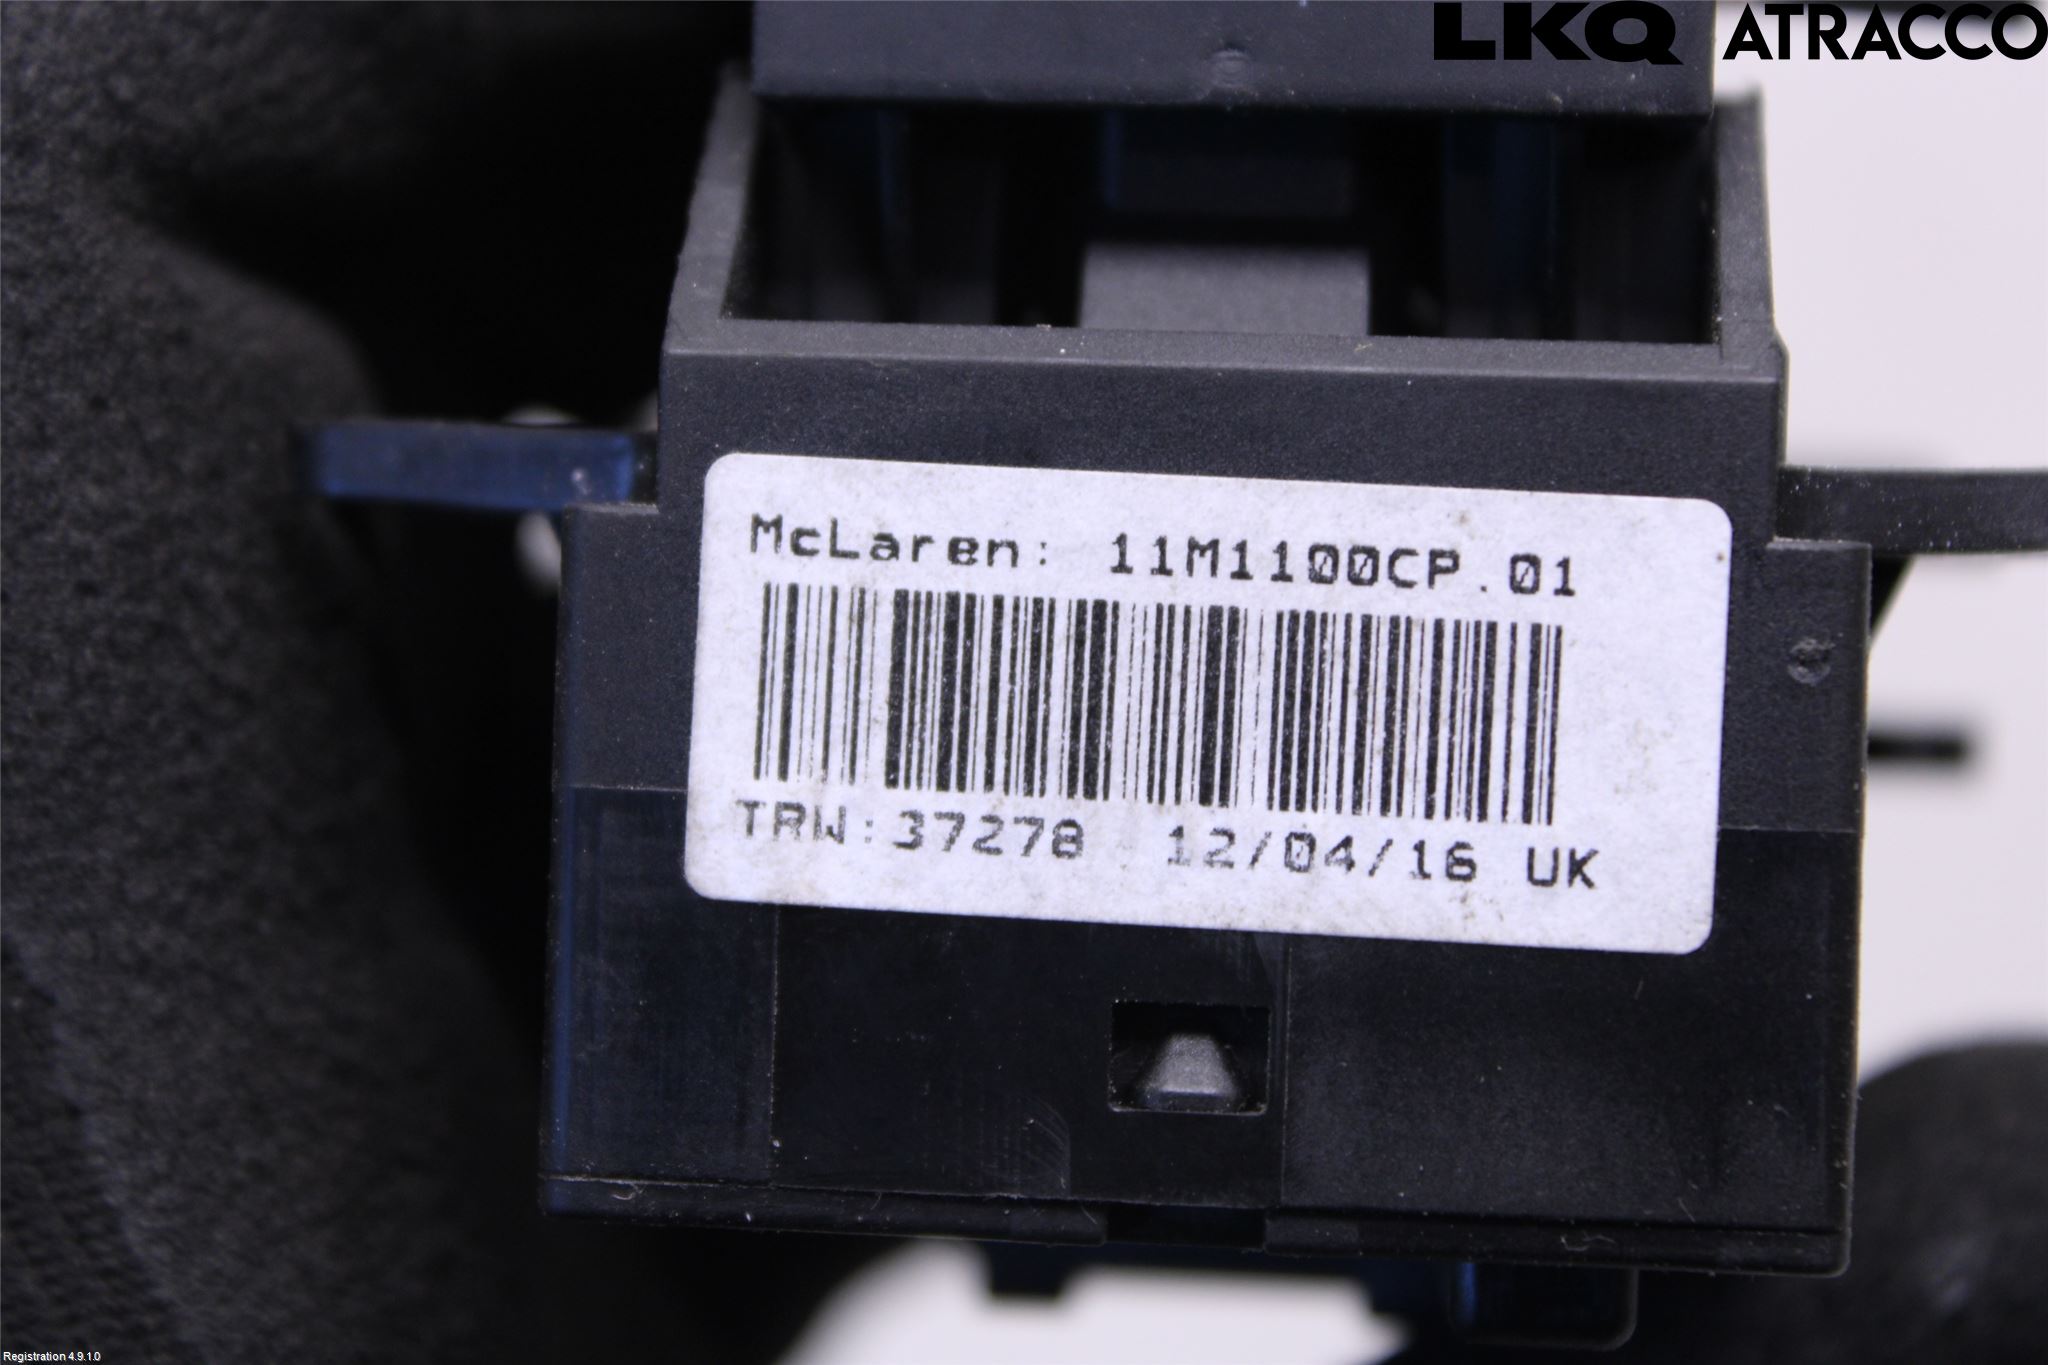 LKQ ATRACCO
McLaren: 11M1100CP.01
TRW:37278 12/04/16 UK
Registration 4.9.1.0